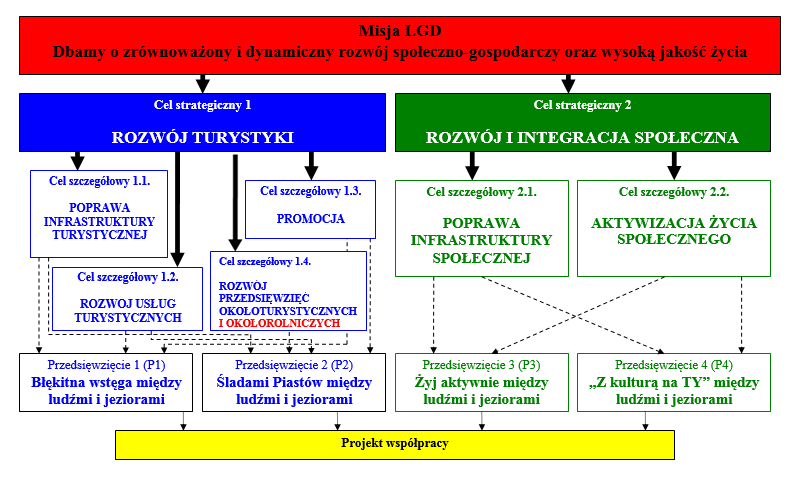 Misja LGD
Dbamy o zrównoważony i dynamiczny rozwój społeczno-gospodarczy oraz wysoką jakość życia
Cel strategiczny 1
ROZWÓJ TURYSTYKI
Cel strategiczny 2
ROZWÓJ I INTEGRACJA SPOŁECZNA
Cel szczegółowy 1.1.
POPRAWA
INFRASTRUKTURY
TURYSTYCZNEJ
Cel szczegółowy 1.2.
ROZWOJ USŁUG
TURYSTYCZNYCH
Cel szczegółowy 1.3.
PROMOCJA
Cel szczegółowy 1.4.
ROZWÓJ
PRZEDSIĘWZIĘĆ
OKOŁOTURYSTYCZNYCH
I OKOŁOROLNICZYCH
Cel szczegółowy 2.1.
POPRAWA
INFRASTRUKTURY
SPOŁECZNEJ
Cel szczegółowy 2.2.
AKTYWIZACJA ŻYCIA
SPOŁECZNEGO
Przedsięwzięcie 1 (P1)
Błękitna wstęga między
ludźmi i jeziorami
Przedsięwzięcie 2 (P2)
Śladami Piastów między
ludźmi i jeziorami
Przedsięwzięcie 3 (P3)
Żyj aktywnie między
ludźmi i jeziorami
Przedsięwzięcie 4 (P4)
„Z kulturą na TY” między
ludźmi i jeziorami
Projekt współpracy